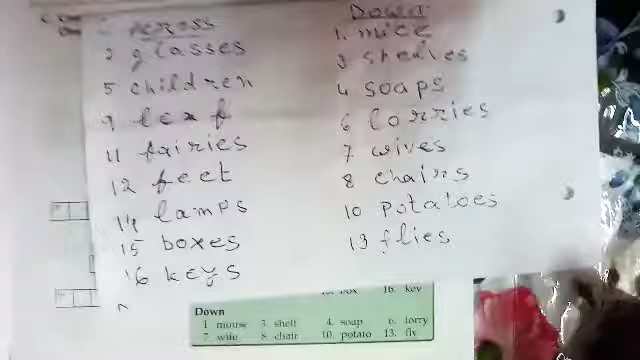 Across
2 glasses
5 children
9 leaf
11 fairies
12 feet
14 lamps
15 boxes
16 keys
Down
1. mice
3 shelves
4 soaps
6 lorries
7 wives
8 chairs
10 potatoes
13 flies
16. key
Down
1 mouse 3. shelf 4. soap 6. lorry
7. wife 8. chair 10. potato 13. fly